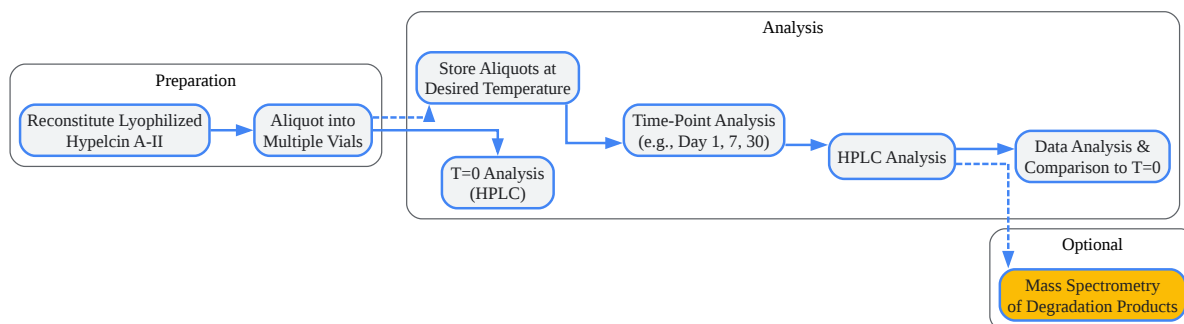 Preparation
Reconstitute Lyophilized
Hypelcin A-II
Aliquot into
Multiple Vials
Analysis
Store Aliquots at
Desired Temperature
T=0 Analysis
(HPLC)
Time-Point Analysis
(e.g., Day 1, 7, 30)
HPLC Analysis
Data Analysis &
Comparison to T=0
Optional
Mass Spectrometry
of Degradation Products